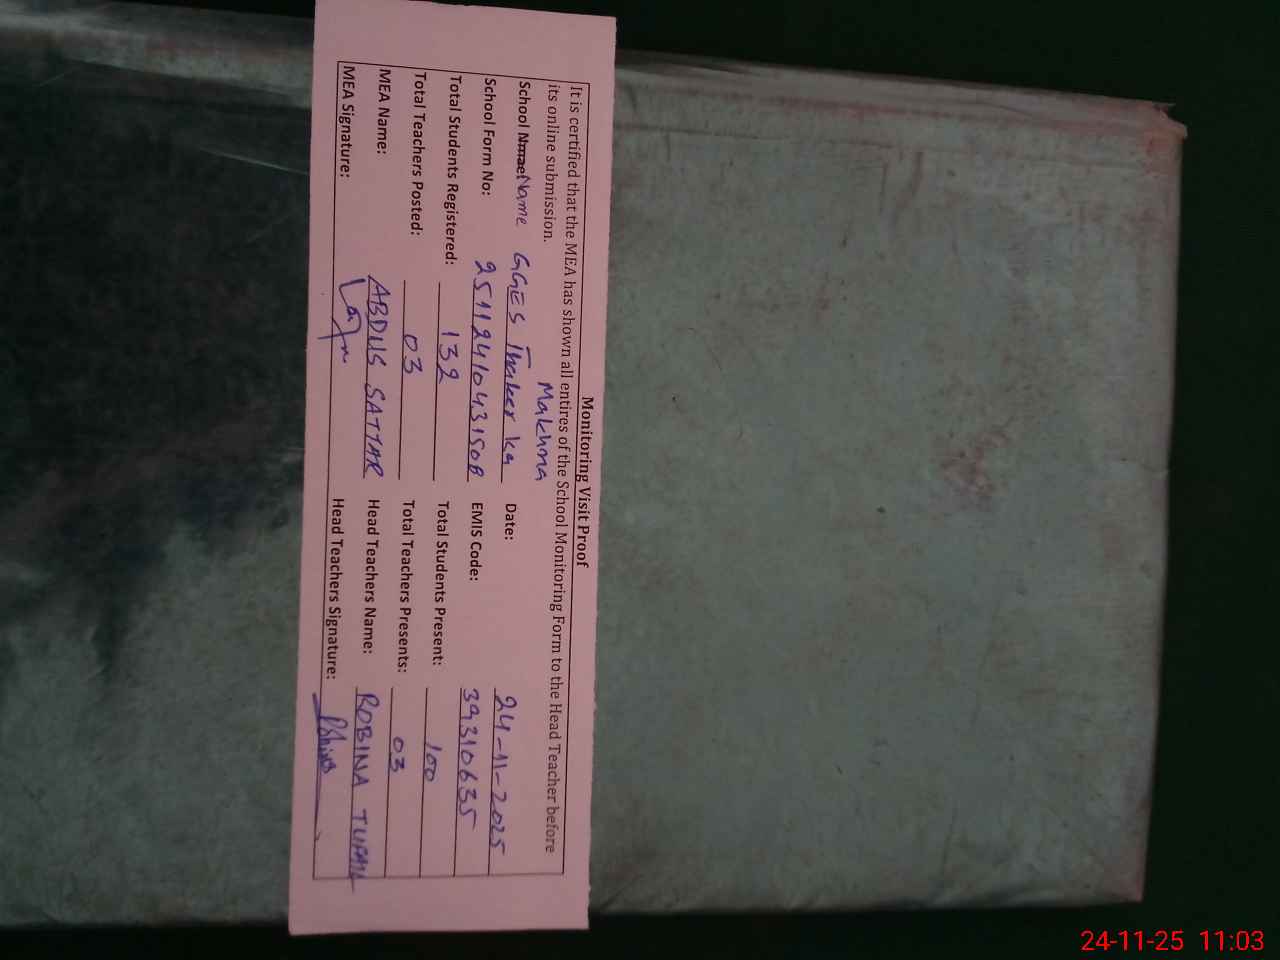 Monitoring Visit Proof
It is certified that the MEA has shown all entires of the School Monitoring Form to the Head Teacher before
its online submission.
Makhna
School Name GGES Thaker ka Date: 24-11-2025
School Form No: 25112410431508 EMIS Code: 39310635
Total Students Registered: 132 Total Students Present: 100
Total Teachers Posted: 03 Total Teachers Presents: 03
MEA Name: ABDUS SATTAR Head Teachers Name: ROBINA TUFAIL
MEA Signature: Head Teachers Signature:
24-11-25 11:03